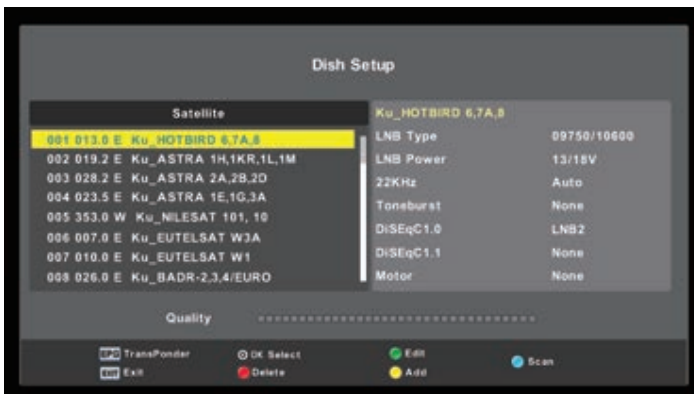 Dish Setup
Satellite
001 013.0 E Ku_HOTBIRD 6,7A,8
002 019.2 E Ku_ASTRA 1H,1KR,1L,1M
003 028.2 E Ku_ASTRA 2A,2B,2D
004 023.5 E Ku_ASTRA 1E,1G,3A
005 353.0 W Ku_NILESAT 101, 10
006 007.0 E Ku_EUTELSAT W3A
007 010.0 E Ku_EUTELSAT W1
008 026.0 E Ku_BADR-2,3,4/EURO
Ku_HOTBIRD 6,7A,8
LNB Type 09750/10600
LNB Power 13/18V
22KHz Auto
Toneburst None
DiSEqC1.0 LNB2
DiSEqC1.1 None
Motor None
Quality
TransPonder OK Select Edit Scan
Exit Delete Add